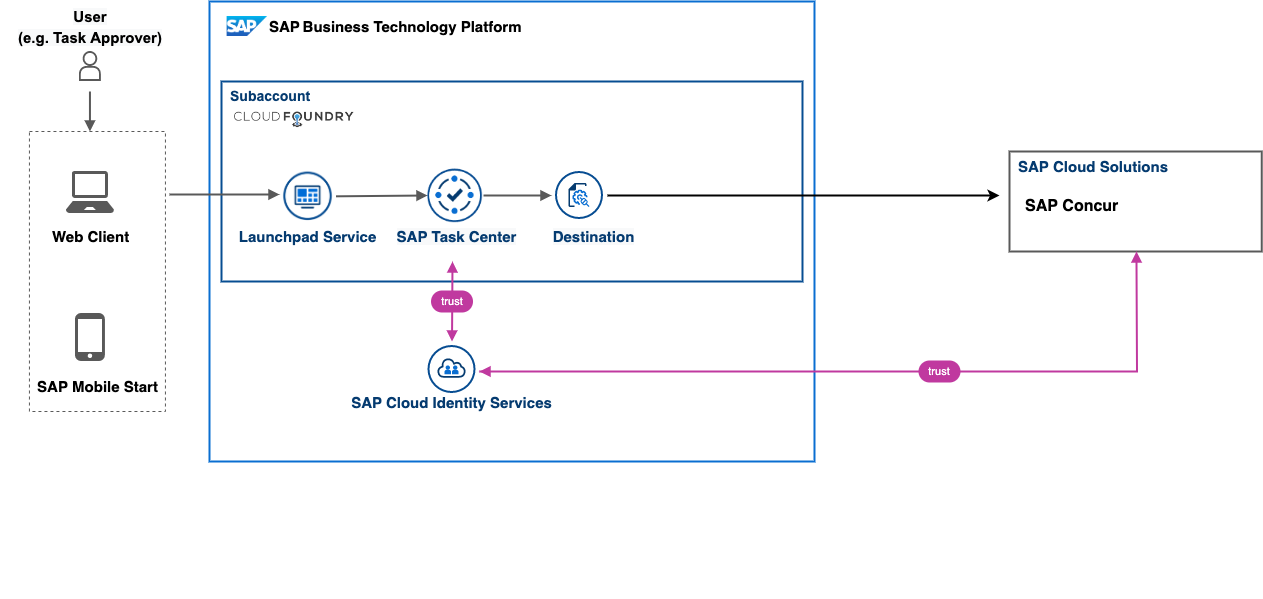 User
(e.g. Task Approver)
SAP SAP Business Technology Platform
Subaccount
CLOUD FOUNDRY
Web Client
Launchpad Service
SAP Task Center
Destination
SAP Cloud Solutions
SAP Concur
trust
SAP Mobile Start
SAP Cloud Identity Services
trust